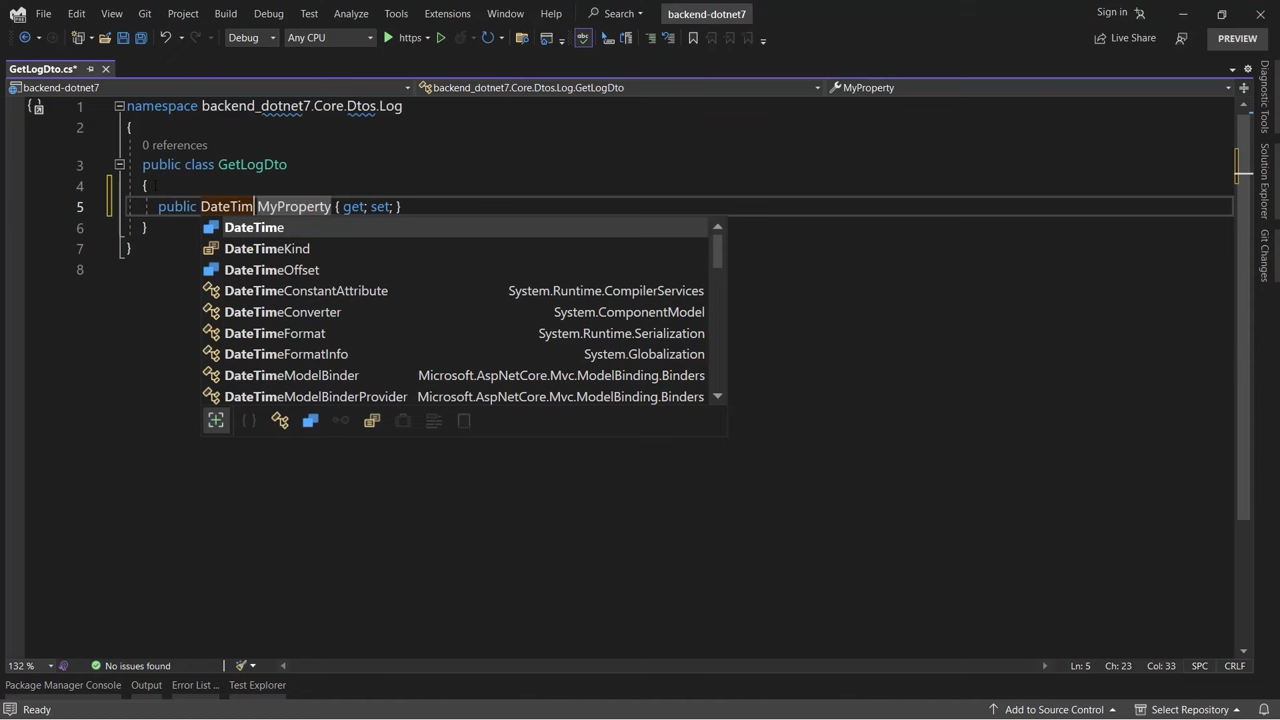 File Edit View Git Project Build Debug Test Analyze Tools Extensions Window Help Search backend-dotnet7 Sign in
Debug Any CPU https Live Share PREVIEW
GetLogDto.cs*
backend-dotnet7 backend_dotnet7.Core.Dtos.Log.GetLogDto MyProperty
1 namespace backend_dotnet7.Core.Dtos.Log
2 {
0 references
3 public class GetLogDto
4 {
5 public DateTim MyProperty { get; set; }
6 }
7 }
8
DateTime
DateTimeKind
DateTimeOffset
DateTimeConstantAttribute System.Runtime.CompilerServices
DateTimeConverter System.ComponentModel
DateTimeFormat System.Runtime.Serialization
DateTimeFormatInfo System.Globalization
DateTimeModelBinder Microsoft.AspNetCore.Mvc.ModelBinding.Binders
DateTimeModelBinderProvider Microsoft.AspNetCore.Mvc.ModelBinding.Binders
Diagnostic Tools
Solution Explorer
Git Changes
132 % No issues found Ln: 5 Ch: 23 Col: 33 SPC CRLF
Package Manager Console Output Error List ... Test Explorer
Ready Add to Source Control Select Repository